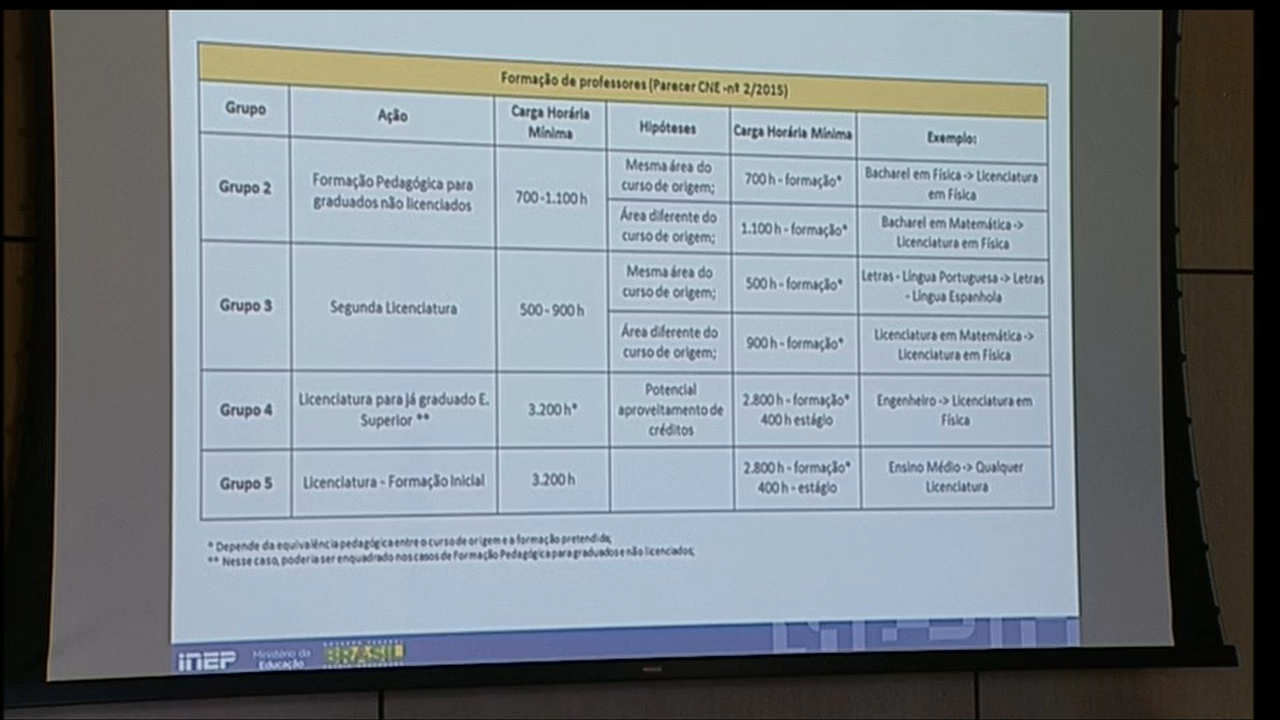 Formação de professores (Parecer CNE -nº 2/2015)
Grupo
Ação
Carga Horária
Mínima
Hipóteses
Carga Horária Mínima
Exemplo:
Grupo 2
Formação Pedagógica para
graduados não licenciados
700 -1.100 h
Mesma área do
curso de origem;
700 h - formação*
Bacharel em Física -> Licenciatura
em Física
Área diferente do
curso de origem;
1.100 h - formação*
Bacharel em Matemática ->
Licenciatura em Física
Grupo 3
Segunda Licenciatura
500 - 900 h
Mesma área do
curso de origem;
500 h - formação*
Letras - Língua Portuguesa -> Letras
- Língua Espanhola
Área diferente do
curso de origem;
900 h - formação*
Licenciatura em Matemática ->
Licenciatura em Física
Grupo 4
Licenciatura para já graduado E.
Superior **
3.200 h*
Potencial
aproveitamento de
créditos
2.800 h - formação*
400 h estágio
Engenheiro -> Licenciatura em
Física
Grupo 5
Licenciatura - Formação Inicial
3.200 h
2.800 h - formação*
400 h - estágio
Ensino Médio -> Qualquer
Licenciatura
* Depende da equivalência pedagógica entre o curso de origem e a formação pretendida;
** Nesse caso, poderia ser enquadrado nos casos de Formação Pedagógica para graduados e não licenciados;
inEP
Ministério da
Educação
BRASIL